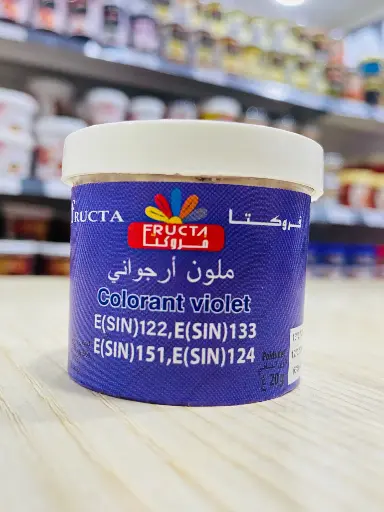 FRUCTA
فروكتا
FRUCTA
فروكتا
ملون أرجواني
Colorant violet
E(SIN)122,E(SIN)133
E(SIN)151,E(SIN)124
20g